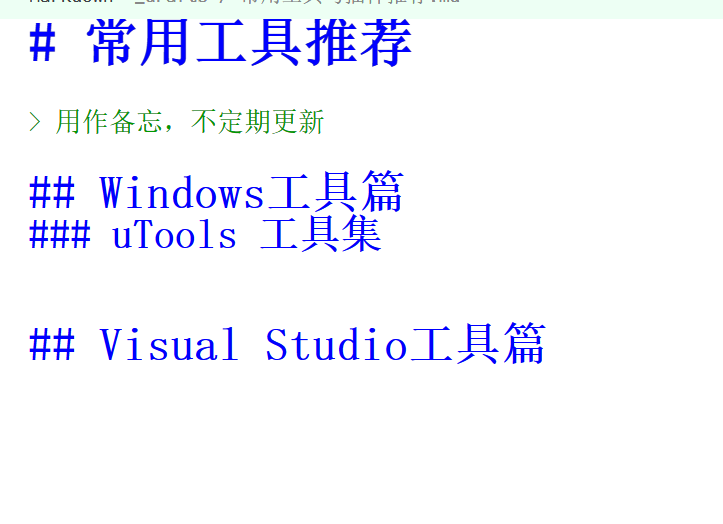 # 常用工具推荐
> 用作备忘，不定期更新
## Windows工具篇
### uTools 工具集
## Visual Studio工具篇